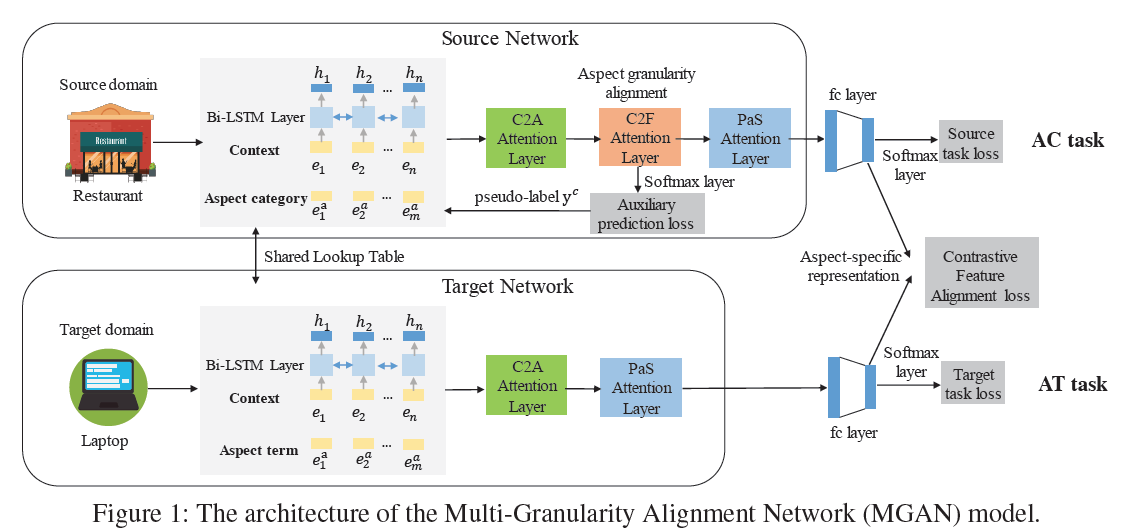 Source Network
Source domain
Restaurant
Restaurant
h₁ h₂ ... hₙ
Bi-LSTM Layer
Context
e₁ e₂ ... eₙ
Aspect category
e₁ᵃ e₂ᵃ ... eₘᵃ
C2A
Attention
Layer
Aspect granularity
alignment
C2F
Attention
Layer
PaS
Attention
Layer
Softmax layer
pseudo-label yᶜ
Auxiliary
prediction loss
fc layer
Softmax
layer
Source
task loss
AC task
Shared Lookup Table
Aspect-specific
representation
Contrastive
Feature
Alignment loss
Target Network
Target domain
Laptop
h₁ h₂ ... hₙ
Bi-LSTM Layer
Context
e₁ e₂ ... eₙ
Aspect term
e₁ᵃ e₂ᵃ ... eₘᵃ
C2A
Attention
Layer
PaS
Attention
Layer
fc layer
Softmax
layer
Target
task loss
AT task
Figure 1: The architecture of the Multi-Granularity Alignment Network (MGAN) model.